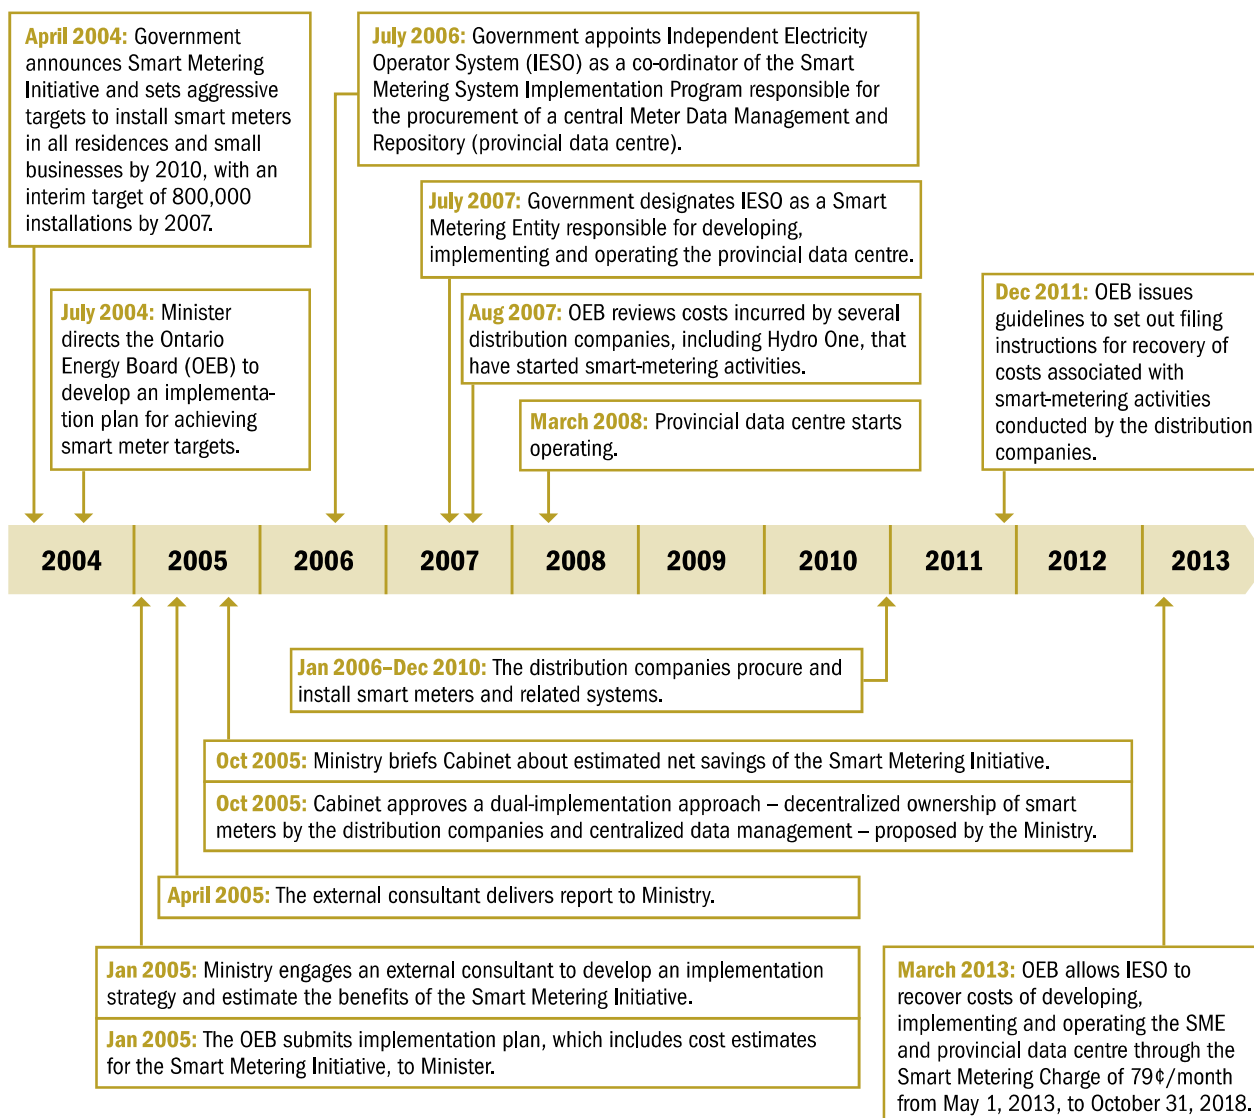 April 2004: Government
announces Smart Metering
Initiative and sets aggressive
targets to install smart meters
in all residences and small
businesses by 2010, with an
interim target of 800,000
installations by 2007.
July 2006: Government appoints Independent Electricity
Operator System (IESO) as a co-ordinator of the Smart
Metering System Implementation Program responsible for
the procurement of a central Meter Data Management and
Repository (provincial data centre).
July 2007: Government designates IESO as a Smart
Metering Entity responsible for developing,
implementing and operating the provincial data centre.
July 2004: Minister
directs the Ontario
Energy Board (OEB) to
develop an implementa-
tion plan for achieving
smart meter targets.
Aug 2007: OEB reviews costs incurred by several
distribution companies, including Hydro One, that
have started smart-metering activities.
March 2008: Provincial data centre starts
operating.
Dec 2011: OEB issues
guidelines to set out filing
instructions for recovery of
costs associated with
smart-metering activities
conducted by the distribution
companies.
2004 2005 2006 2007 2008 2009 2010 2011 2012 2013
Jan 2006–Dec 2010: The distribution companies procure and
install smart meters and related systems.
Oct 2005: Ministry briefs Cabinet about estimated net savings of the Smart Metering Initiative.
Oct 2005: Cabinet approves a dual-implementation approach – decentralized ownership of smart
meters by the distribution companies and centralized data management – proposed by the Ministry.
April 2005: The external consultant delivers report to Ministry.
Jan 2005: Ministry engages an external consultant to develop an implementation
strategy and estimate the benefits of the Smart Metering Initiative.
Jan 2005: The OEB submits implementation plan, which includes cost estimates
for the Smart Metering Initiative, to Minister.
March 2013: OEB allows IESO to
recover costs of developing,
implementing and operating the SME
and provincial data centre through the
Smart Metering Charge of 79¢/month
from May 1, 2013, to October 31, 2018.